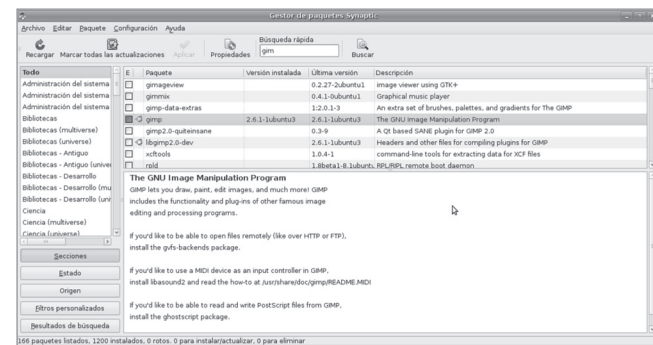 Gestor de paquetes Synaptic
Archivo Editar Paquete Configuración Ayuda
Búsqueda rápida
gim
Recargar Marcar todas las actualizaciones Aplicar Propiedades Buscar
Todo
Administración del sistema
Administración del sistema
Administración del sistema
Bibliotecas
Bibliotecas (multiverse)
Bibliotecas (universe)
Bibliotecas - Antiguo
Bibliotecas - Antiguo (univer
Bibliotecas - Desarrollo
Bibliotecas - Desarrollo (mu
Bibliotecas - Desarrollo (uni
Ciencia
Ciencia (multiverse)
Ciencia (universe)
Secciones
Estado
Origen
Filtros personalizados
Resultados de búsqueda
E Paquete Versión instalada Última versión Descripción
gimageview 0.2.27-2ubuntu1 image viewer using GTK+
gimmix 0.4.1-0ubuntu1 Graphical music player
gimp-data-extras 1:2.0.1-3 An extra set of brushes, palettes, and gradients for The GIMP
gimp 2.6.1-1ubuntu3 2.6.1-1ubuntu3 The GNU Image Manipulation Program
gimp2.0-quiteinsane 0.3-9 A Qt based SANE plugin for GIMP 2.0
libgimp2.0-dev 2.6.1-1ubuntu3 Headers and other files for compiling plugins for GIMP
xcftools 1.0.4-1 command-line tools for extracting data for XCF files
rpld 1.8beta1-8.1ubuntu RPL/RIPL remote boot daemon
The GNU Image Manipulation Program
GIMP lets you draw, paint, edit images, and much more! GIMP
includes the functionality and plug-ins of other famous image
editing and processing programs.
If you'd like to be able to open files remotely (like over HTTP or FTP),
install the gvfs-backends package.
If you'd like to use a MIDI device as an input controller in GIMP,
install libasound2 and read the how-to at /usr/share/doc/gimp/README.MIDI
If you'd like to be able to read and write PostScript files from GIMP,
install the ghostscript package.
166 paquetes listados, 1200 instalados, 0 rotos. 0 para instalar/actualizar, 0 para eliminar